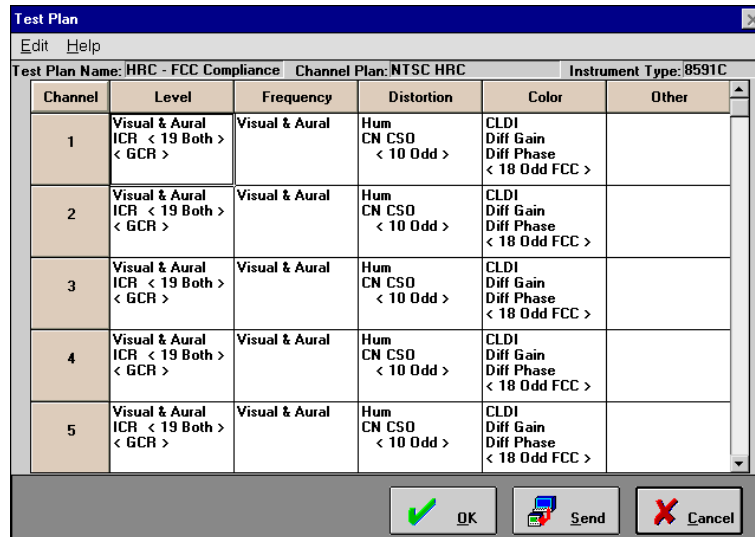 Test Plan
Edit Help
Test Plan Name: HRC - FCC Compliance Channel Plan: NTSC HRC Instrument Type: 8591C
Channel Level Frequency Distortion Color Other
1
Visual & Aural
ICR < 19 Both >
< GCR >
Visual & Aural
Hum
CN CSO
< 10 Odd >
CLDI
Diff Gain
Diff Phase
< 18 Odd FCC >
2
Visual & Aural
ICR < 19 Both >
< GCR >
Visual & Aural
Hum
CN CSO
< 10 Odd >
CLDI
Diff Gain
Diff Phase
< 18 Odd FCC >
3
Visual & Aural
ICR < 19 Both >
< GCR >
Visual & Aural
Hum
CN CSO
< 10 Odd >
CLDI
Diff Gain
Diff Phase
< 18 Odd FCC >
4
Visual & Aural
ICR < 19 Both >
< GCR >
Visual & Aural
Hum
CN CSO
< 10 Odd >
CLDI
Diff Gain
Diff Phase
< 18 Odd FCC >
5
Visual & Aural
ICR < 19 Both >
< GCR >
Visual & Aural
Hum
CN CSO
< 10 Odd >
CLDI
Diff Gain
Diff Phase
< 18 Odd FCC >
OK Send Cancel